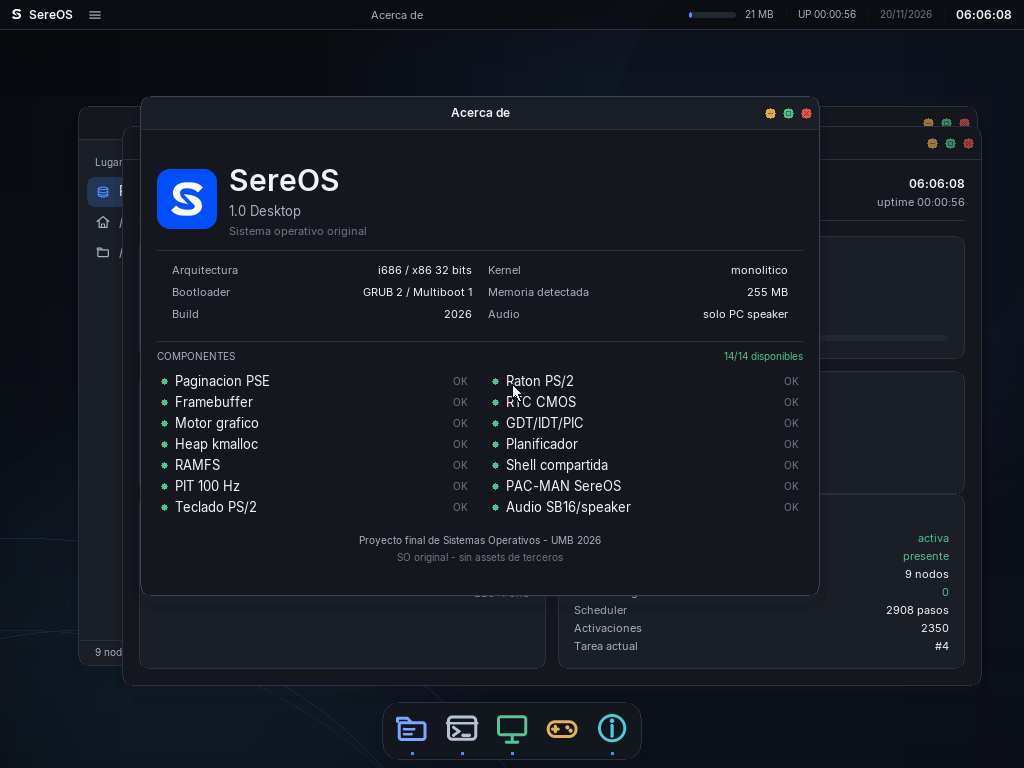 SereOS
Acerca de
21 MB
UP 00:00:56
20/11/2026
06:06:08
Acerca de
SereOS
1.0 Desktop
Sistema operativo original
Arquitectura i686 / x86 32 bits
Kernel monolitico
Bootloader GRUB 2 / Multiboot 1
Memoria detectada 255 MB
Build 2026
Audio solo PC speaker
COMPONENTES 14/14 disponibles
Paginacion PSE OK
Raton PS/2 OK
Framebuffer OK
RTC CMOS OK
Motor grafico OK
GDT/IDT/PIC OK
Heap kmalloc OK
Planificador OK
RAMFS OK
Shell compartida OK
PIT 100 Hz OK
PAC-MAN SereOS OK
Teclado PS/2 OK
Audio SB16/speaker OK
Proyecto final de Sistemas Operativos - UMB 2026
SO original - sin assets de terceros
06:06:08
uptime 00:00:56
activa
presente
9 nodos
0
Scheduler 2908 pasos
Activaciones 2350
Tarea actual #4
Lugar
/
/
9 nod